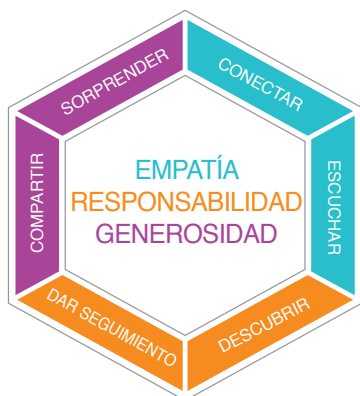 SORPRENDER
CONECTAR
COMPARTIR
EMPATÍA
RESPONSABILIDAD
GENEROSIDAD
ESCUCHAR
DAR SEGUIMIENTO
DESCUBRIR